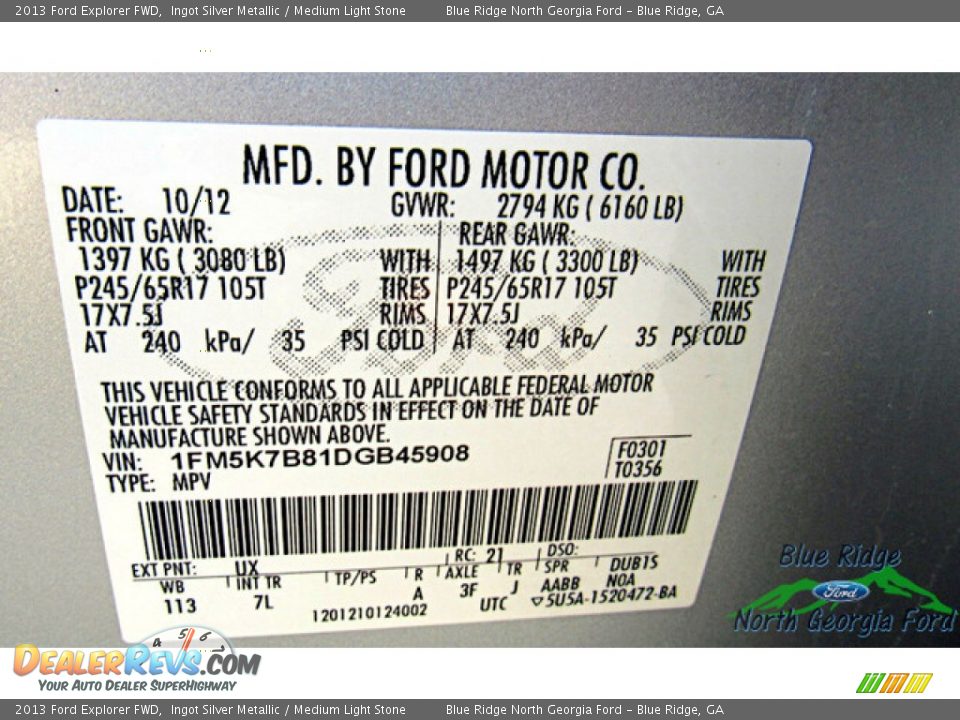 2013 Ford Explorer FWD, Ingot Silver Metallic / Medium Light Stone Blue Ridge North Georgia Ford - Blue Ridge, GA
...
MFD. BY FORD MOTOR CO.
DATE: 10/12 GVWR: 2794 KG ( 6160 LB)
FRONT GAWR: REAR GAWR:
1397 KG ( 3080 LB) WITH 1497 KG ( 3300 LB) WITH
P245/65R17 105T TIRES P245/65R17 105T TIRES
17X7.5J RIMS 17X7.5J RIMS
AT 240 kPa/ 35 PSI COLD AT 240 kPa/ 35 PSI COLD
THIS VEHICLE CONFORMS TO ALL APPLICABLE FEDERAL MOTOR
VEHICLE SAFETY STANDARDS IN EFFECT ON THE DATE OF
MANUFACTURE SHOWN ABOVE.
VIN: 1FM5K7B81DGB45908 F0301
TYPE: MPV T0356
EXT PNT: UX RC: 21 DSO:
WB INT TR TP/PS R AXLE TR SPR DUBTS
113 7L A 3F J AABB NOA
1201210124002 UTC ▽5U5A-1520472-BA
Blue Ridge
Ford
North Georgia Ford
4 5 6
DEALERREVS.COM
YOUR AUTO DEALER SUPERHIGHWAY
2013 Ford Explorer FWD, Ingot Silver Metallic / Medium Light Stone Blue Ridge North Georgia Ford - Blue Ridge, GA